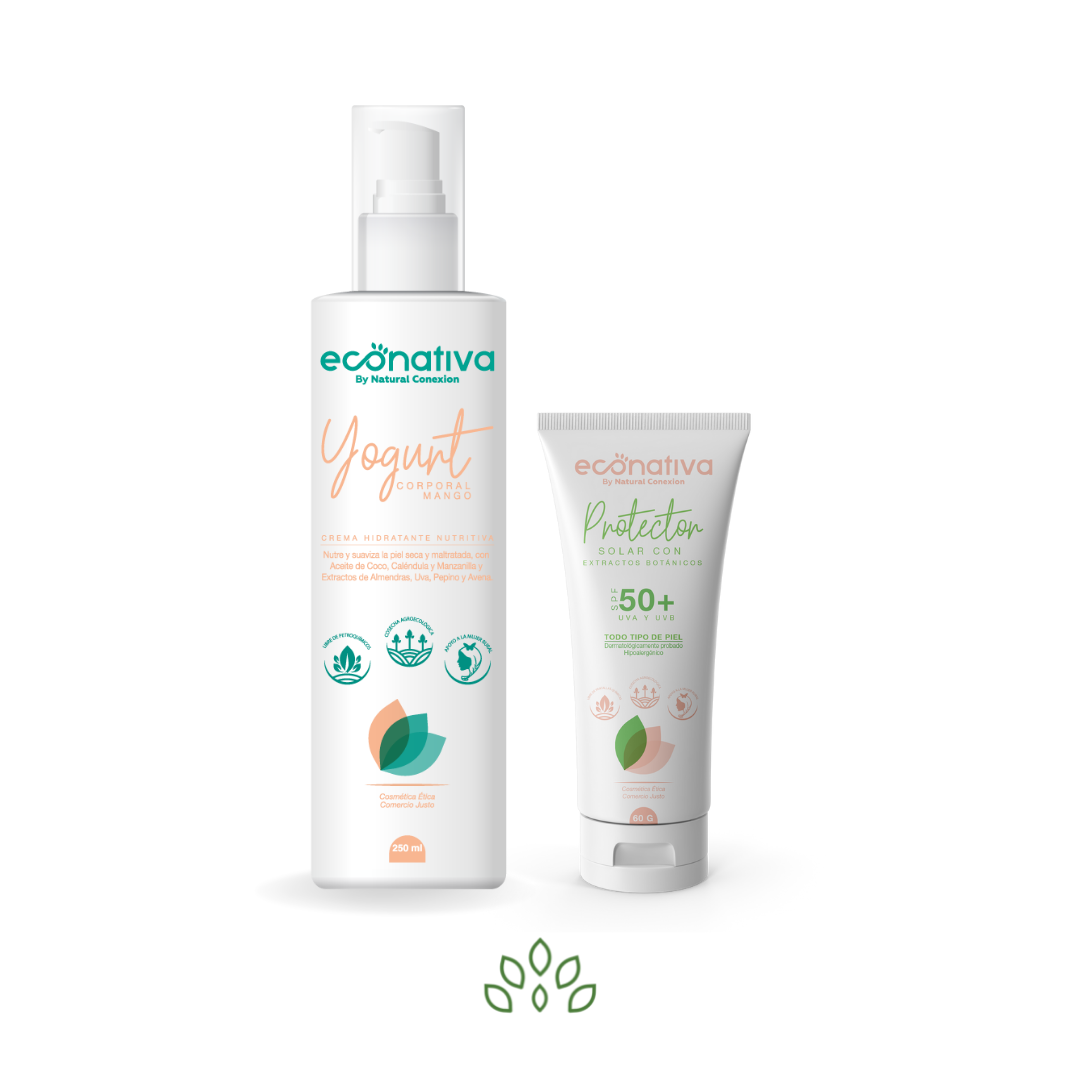 econativa
By Natural Conexion
Yogurt
CORPORAL
MANGO
CREMA HIDRATANTE NUTRITIVA
Nutre y suaviza la piel seca y maltratada, con
Aceite de Coco, Caléndula y Manzanilla y
Extractos de Almendras, Uva, Pepino y Avena.
LIBRE DE PETROQUÍMICOS
COSECHA AGROECOLÓGICA
APOYO A LA MUJER RURAL
Cosmética Ética
Comercio Justo
250 ml
econativa
By Natural Conexion
Protector
SOLAR CON
EXTRACTOS BOTÁNICOS
SPF 50+
UVA Y UVB
TODO TIPO DE PIEL
Dermatológicamente probado
Hipoalergénico
Cosmética Ética
Comercio Justo
60 G